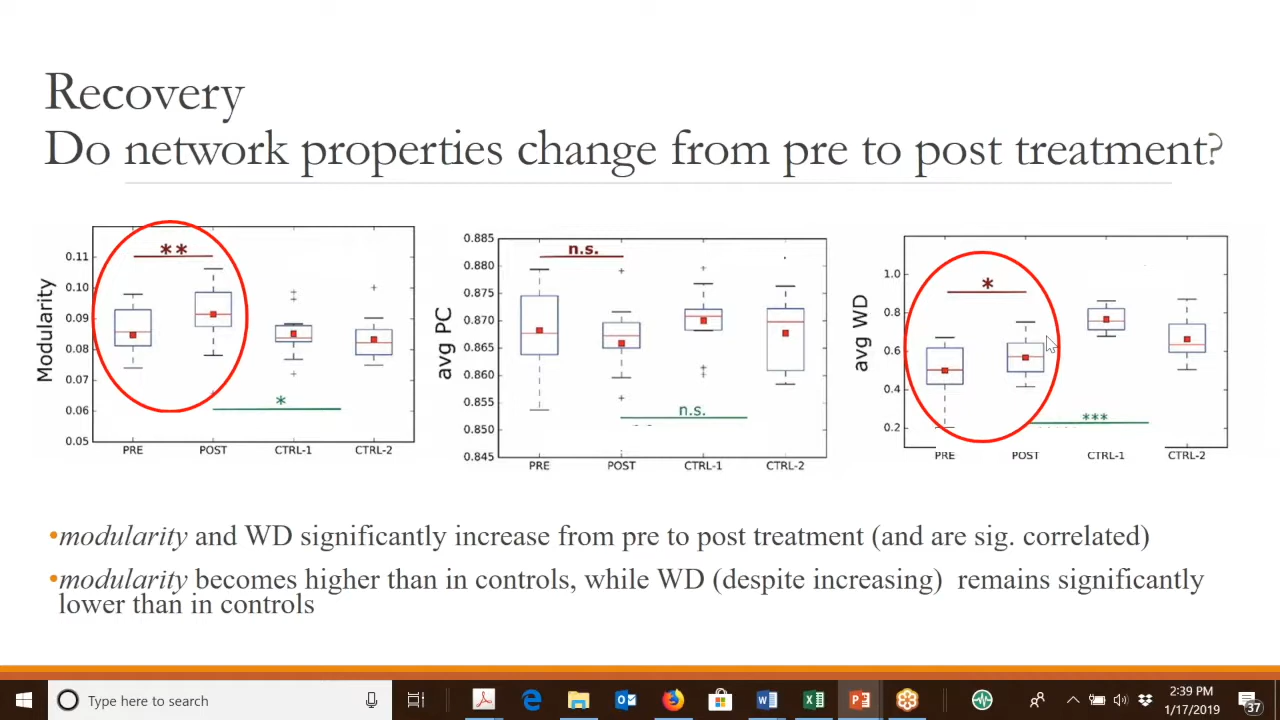 Recovery
Do network properties change from pre to post treatment?
Modularity
0.11
0.10
0.09
0.08
0.07
0.06
0.05
**
*
PRE POST CTRL-1 CTRL-2
avg PC
0.885
0.880
0.875
0.870
0.865
0.860
0.855
0.850
0.845
n.s.
n.s.
PRE POST CTRL-1 CTRL-2
avg WD
1.0
0.8
0.6
0.4
0.2
*
***
PRE POST CTRL-1 CTRL-2
•modularity and WD significantly increase from pre to post treatment (and are sig. correlated)
•modularity becomes higher than in controls, while WD (despite increasing) remains significantly
lower than in controls
Type here to search
2:39 PM
1/17/2019
37